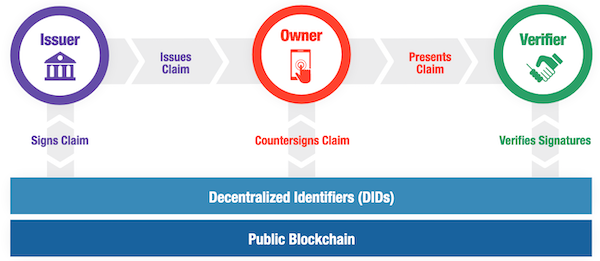 Issuer
Owner
Verifier
Issues
Claim
Presents
Claim
Signs Claim
Countersigns Claim
Verifies Signatures
Decentralized Identifiers (DIDs)
Public Blockchain